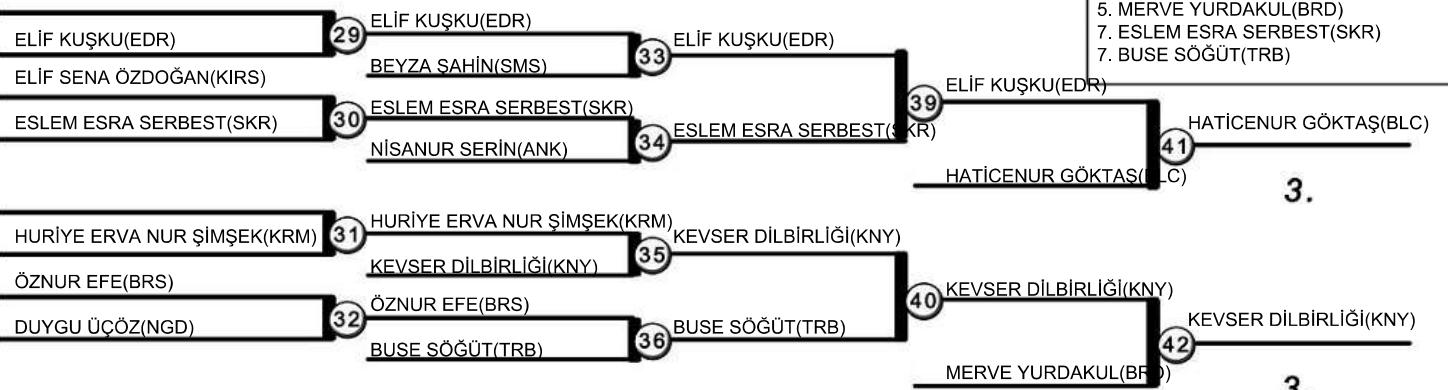 5. MERVE YURDAKUL(BRD)
7. ESLEM ESRA SERBEST(SKR)
7. BUSE SÖĞÜT(TRB)
ELİF KUŞKU(EDR)
29
ELİF KUŞKU(EDR)
BEYZA ŞAHİN(SMS)
33
ELİF KUŞKU(EDR)
ELİF SENA ÖZDOĞAN(KIRS)
ESLEM ESRA SERBEST(SKR)
30
ESLEM ESRA SERBEST(SKR)
NİSANUR SERİN(ANK)
34
ESLEM ESRA SERBEST(SKR)
39
ELİF KUŞKU(EDR)
HATİCENUR GÖKTAŞ(BLC)
41
HATİCENUR GÖKTAŞ(BLC)
3.
HURİYE ERVA NUR ŞİMŞEK(KRM)
31
HURİYE ERVA NUR ŞİMŞEK(KRM)
KEVSER DİLBİRLİĞİ(KNY)
35
KEVSER DİLBİRLİĞİ(KNY)
ÖZNUR EFE(BRS)
DUYGU ÜÇÖZ(NGD)
32
ÖZNUR EFE(BRS)
BUSE SÖĞÜT(TRB)
36
BUSE SÖĞÜT(TRB)
40
KEVSER DİLBİRLİĞİ(KNY)
MERVE YURDAKUL(BRD)
42
KEVSER DİLBİRLİĞİ(KNY)
3.